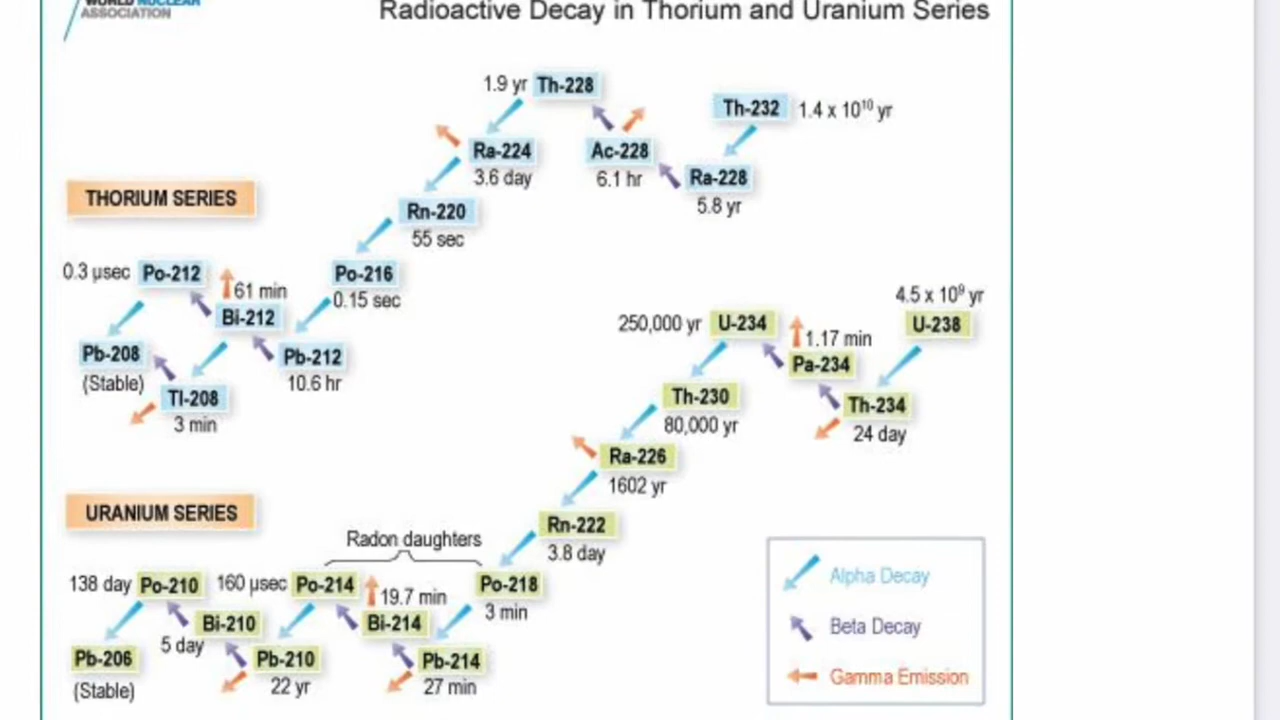 WORLD NUCLEAR
ASSOCIATION
Radioactive Decay in Thorium and Uranium Series
THORIUM SERIES
Th-232
1.4 x 10¹⁰ yr
Ra-228
5.8 yr
Ac-228
6.1 hr
1.9 yr
Th-228
Ra-224
3.6 day
Rn-220
55 sec
Po-216
0.15 sec
Pb-212
10.6 hr
61 min
Bi-212
0.3 µsec
Po-212
Tl-208
3 min
Pb-208
(Stable)
URANIUM SERIES
4.5 x 10⁹ yr
U-238
Th-234
24 day
1.17 min
Pa-234
250,000 yr
U-234
Th-230
80,000 yr
Ra-226
1602 yr
Rn-222
3.8 day
Radon daughters
Po-218
3 min
Pb-214
27 min
19.7 min
Bi-214
160 µsec
Po-214
Pb-210
22 yr
Bi-210
5 day
138 day
Po-210
Pb-206
(Stable)
Alpha Decay
Beta Decay
Gamma Emission